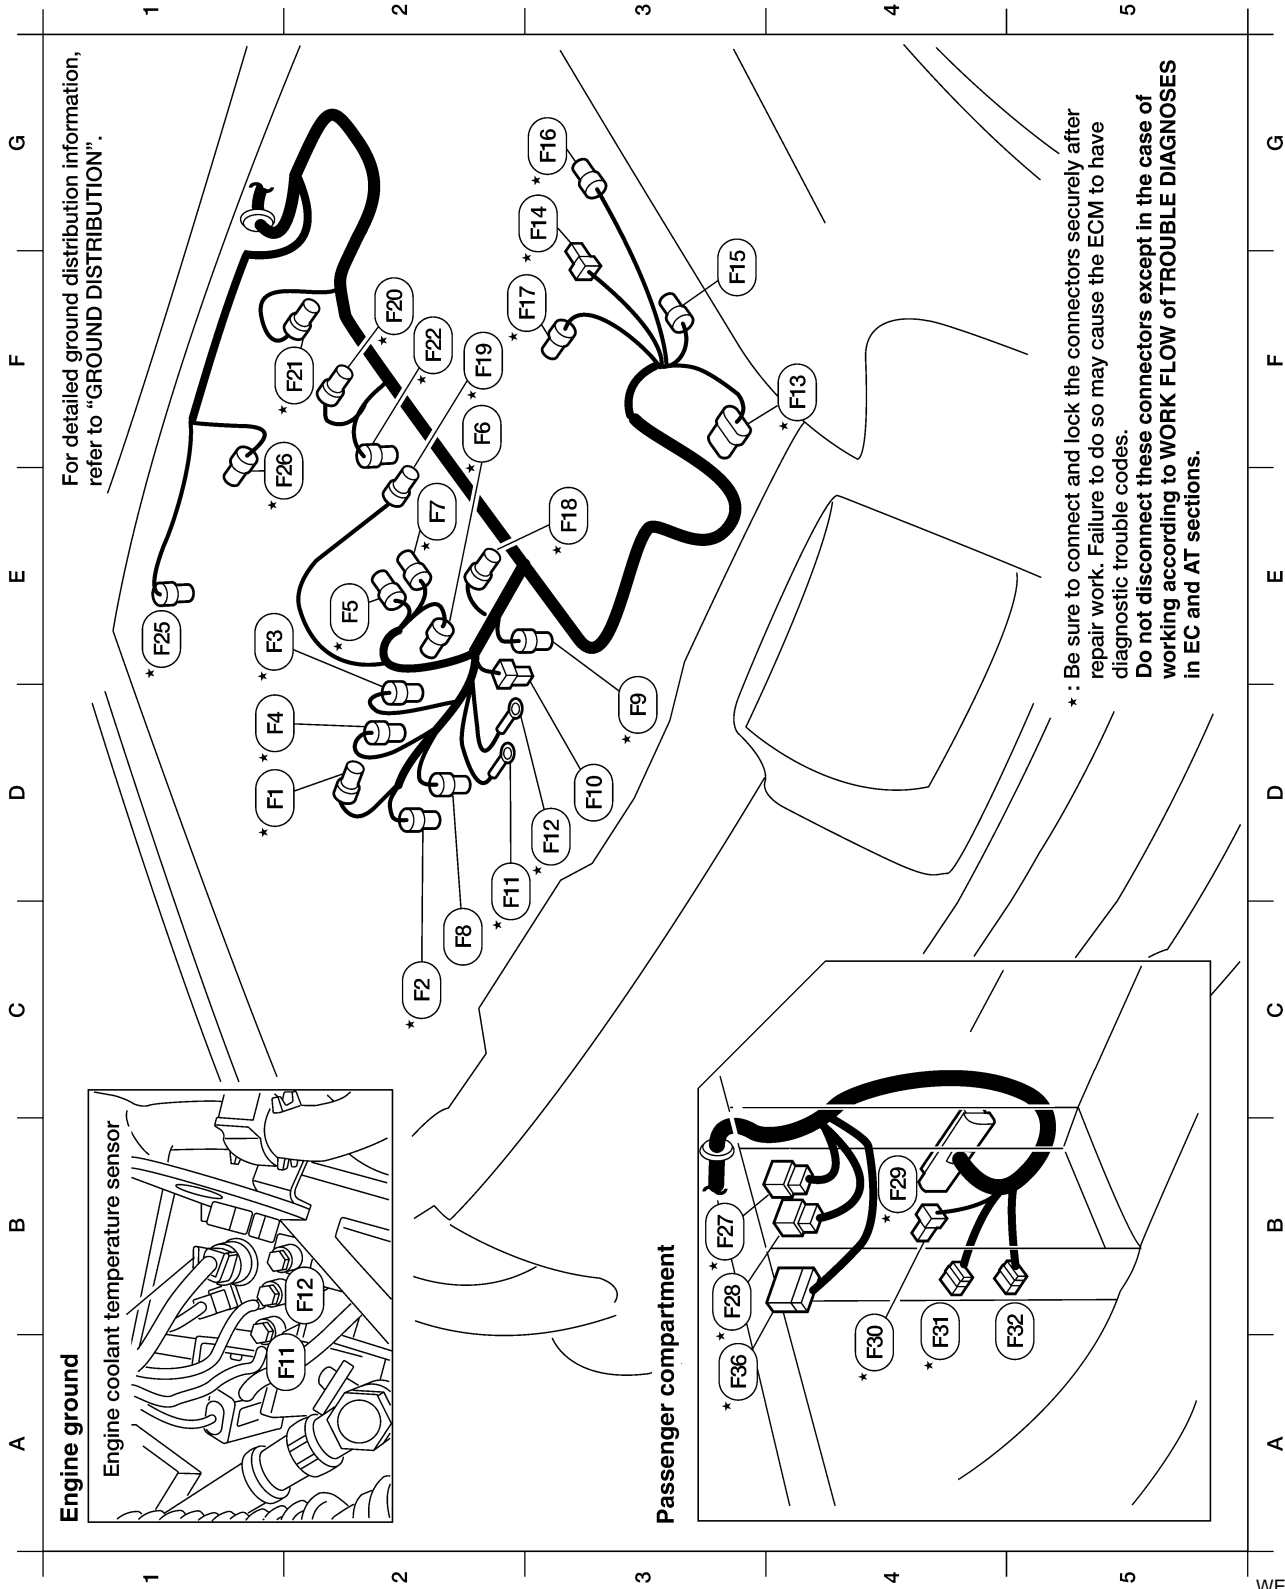 For detailed ground distribution information,
refer to “GROUND DISTRIBUTION”.
Engine ground
Engine coolant temperature sensor
F11
F12
Passenger compartment
★ F27
★ F28
★ F36
★ F29
★ F30
★ F31
F32
★ F25
★ F26
★ F21
★ F20
★ F22
★ F19
★ F6
★ F7
★ F5
★ F3
★ F4
★ F1
★ F2
F8
★ F11
★ F12
F10
★ F9
★ F18
★ F17
★ F14
★ F16
F15
★ F13
★ : Be sure to connect and lock the connectors securely after
repair work. Failure to do so may cause the ECM to have
diagnostic trouble codes.
Do not disconnect these connectors except in the case of
working according to WORK FLOW of TROUBLE DIAGNOSES
in EC and AT sections.
A B C D E F G
A B C D E F G
1 2 3 4 5
1 2 3 4 5